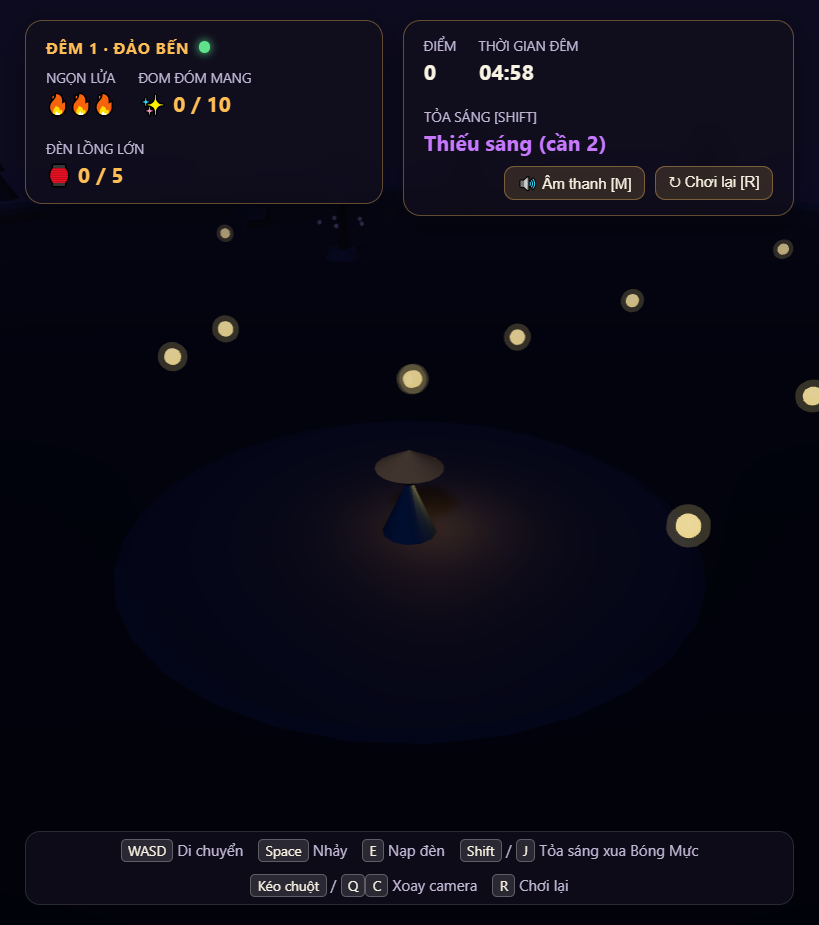 ĐÊM 1 · ĐẢO BẾN
NGỌN LỬA ĐOM ĐÓM MANG
0 / 10
ĐÈN LỒNG LỚN
0 / 5
ĐIỂM THỜI GIAN ĐÊM
0 04:58
TỎA SÁNG [SHIFT]
Thiếu sáng (cần 2)
Âm thanh [M] ↻ Chơi lại [R]
WASD Di chuyển Space Nhảy E Nạp đèn Shift / J Tỏa sáng xua Bóng Mực
Kéo chuột / Q C Xoay camera R Chơi lại